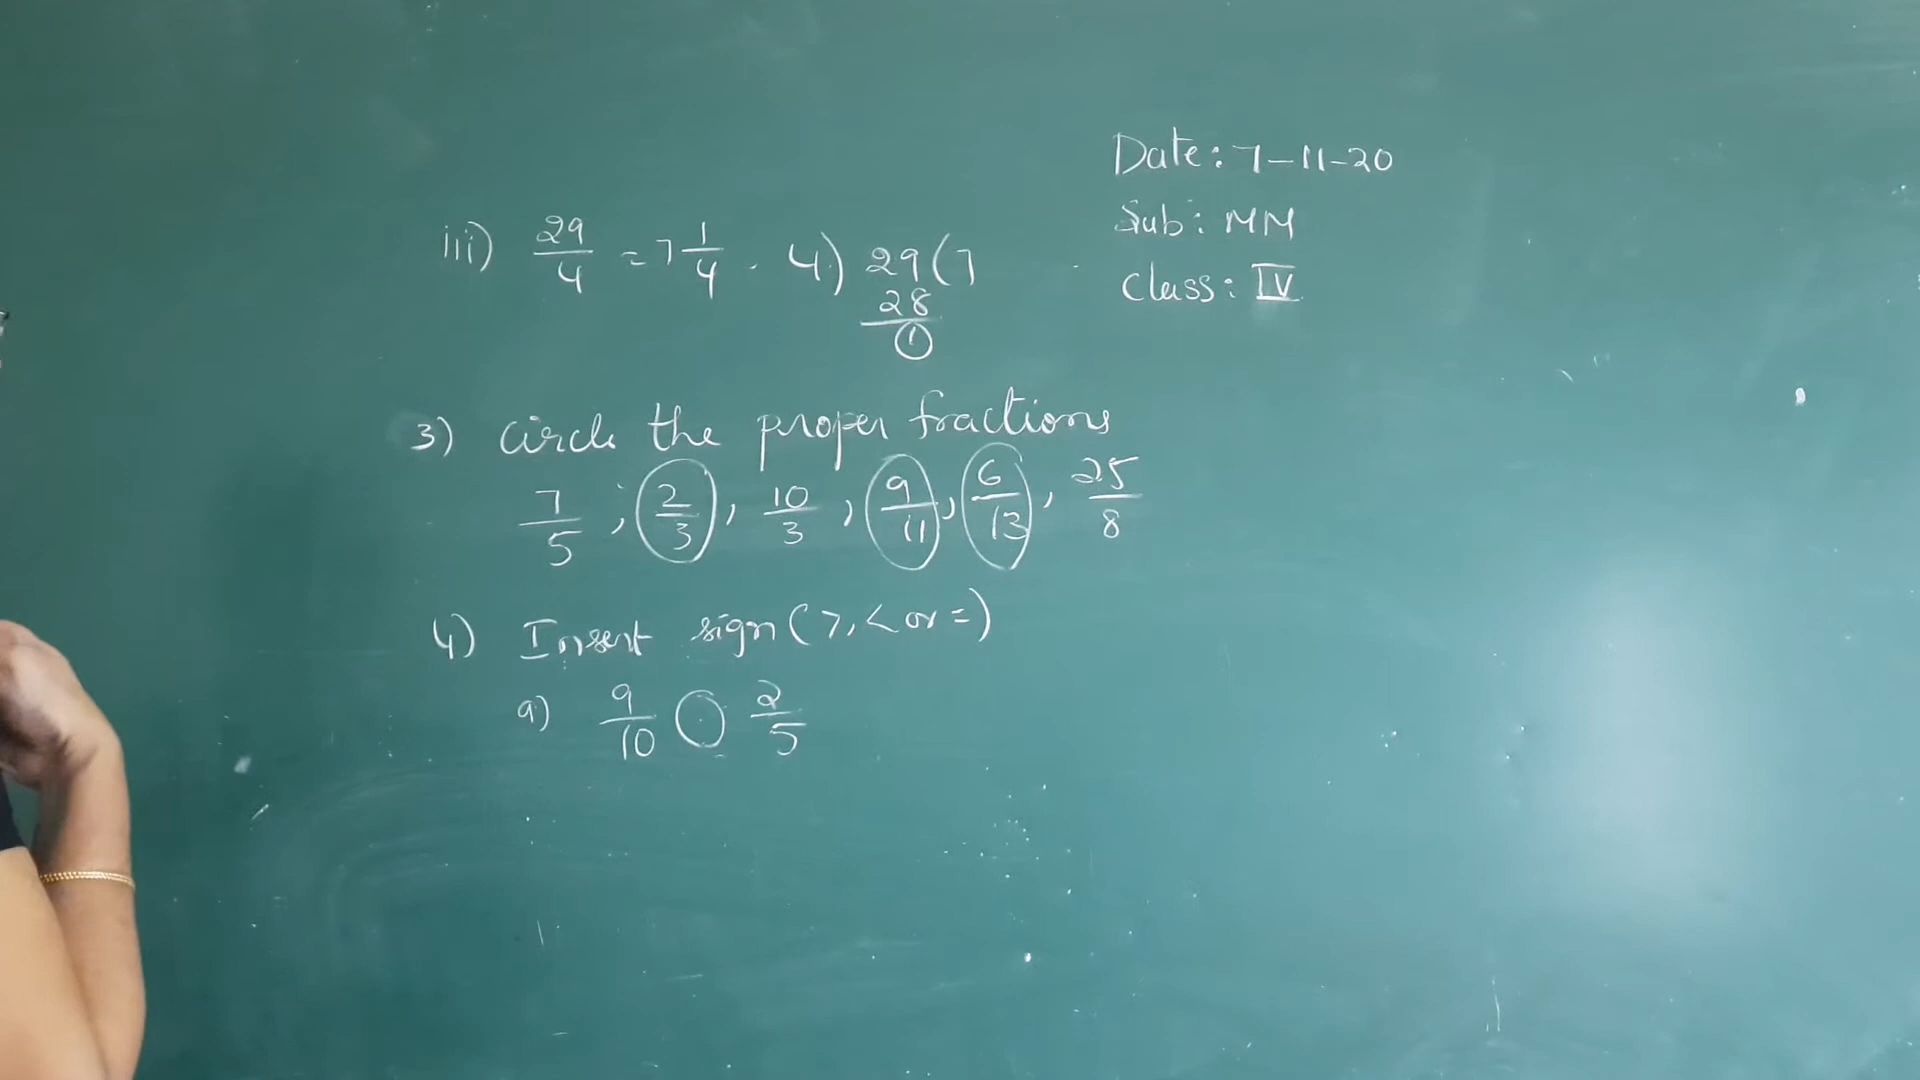 Date: 7-11-20
Sub: MM
Class: IV
iii) 29/4 = 7 1/4 . 4) 29 (7
28
1
3) Circle the proper fractions
7/5 , 2/3 , 10/3 , 9/11 , 6/13 , 25/8
4) Insert sign (>, < or =)
a) 9/10 ◯ 2/5